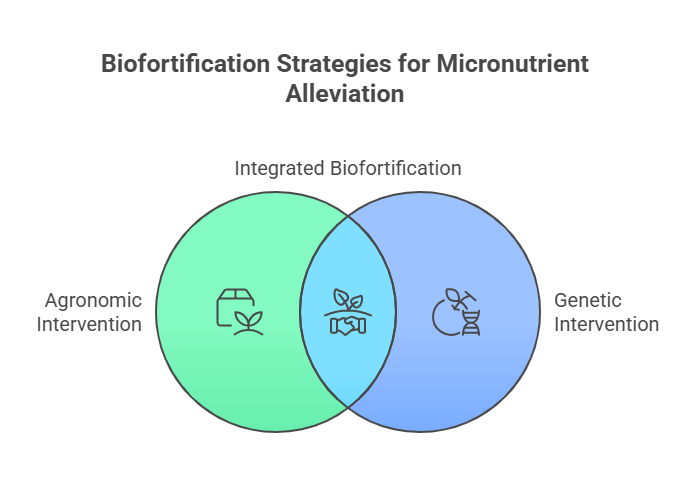 Biofortification Strategies for Micronutrient
Alleviation
Integrated Biofortification
Agronomic
Intervention
Genetic
Intervention